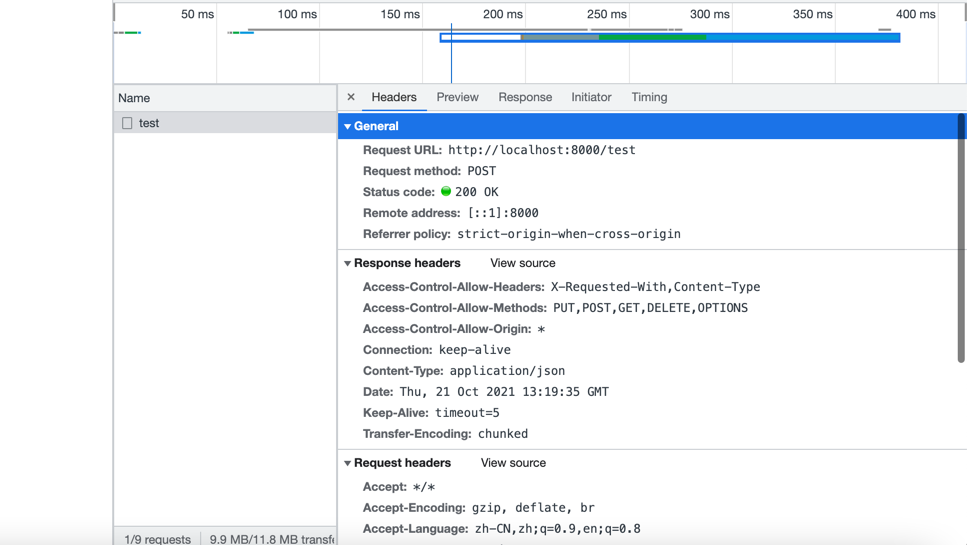 50 ms 100 ms 150 ms 200 ms 250 ms 300 ms 350 ms 400 ms
Name
test
1/9 requests 9.9 MB/11.8 MB transfe
× Headers Preview Response Initiator Timing
General
Request URL: http://localhost:8000/test
Request method: POST
Status code: 200 OK
Remote address: [::1]:8000
Referrer policy: strict-origin-when-cross-origin
Response headers View source
Access-Control-Allow-Headers: X-Requested-With,Content-Type
Access-Control-Allow-Methods: PUT,POST,GET,DELETE,OPTIONS
Access-Control-Allow-Origin: *
Connection: keep-alive
Content-Type: application/json
Date: Thu, 21 Oct 2021 13:19:35 GMT
Keep-Alive: timeout=5
Transfer-Encoding: chunked
Request headers View source
Accept: */*
Accept-Encoding: gzip, deflate, br
Accept-Language: zh-CN,zh;q=0.9,en;q=0.8